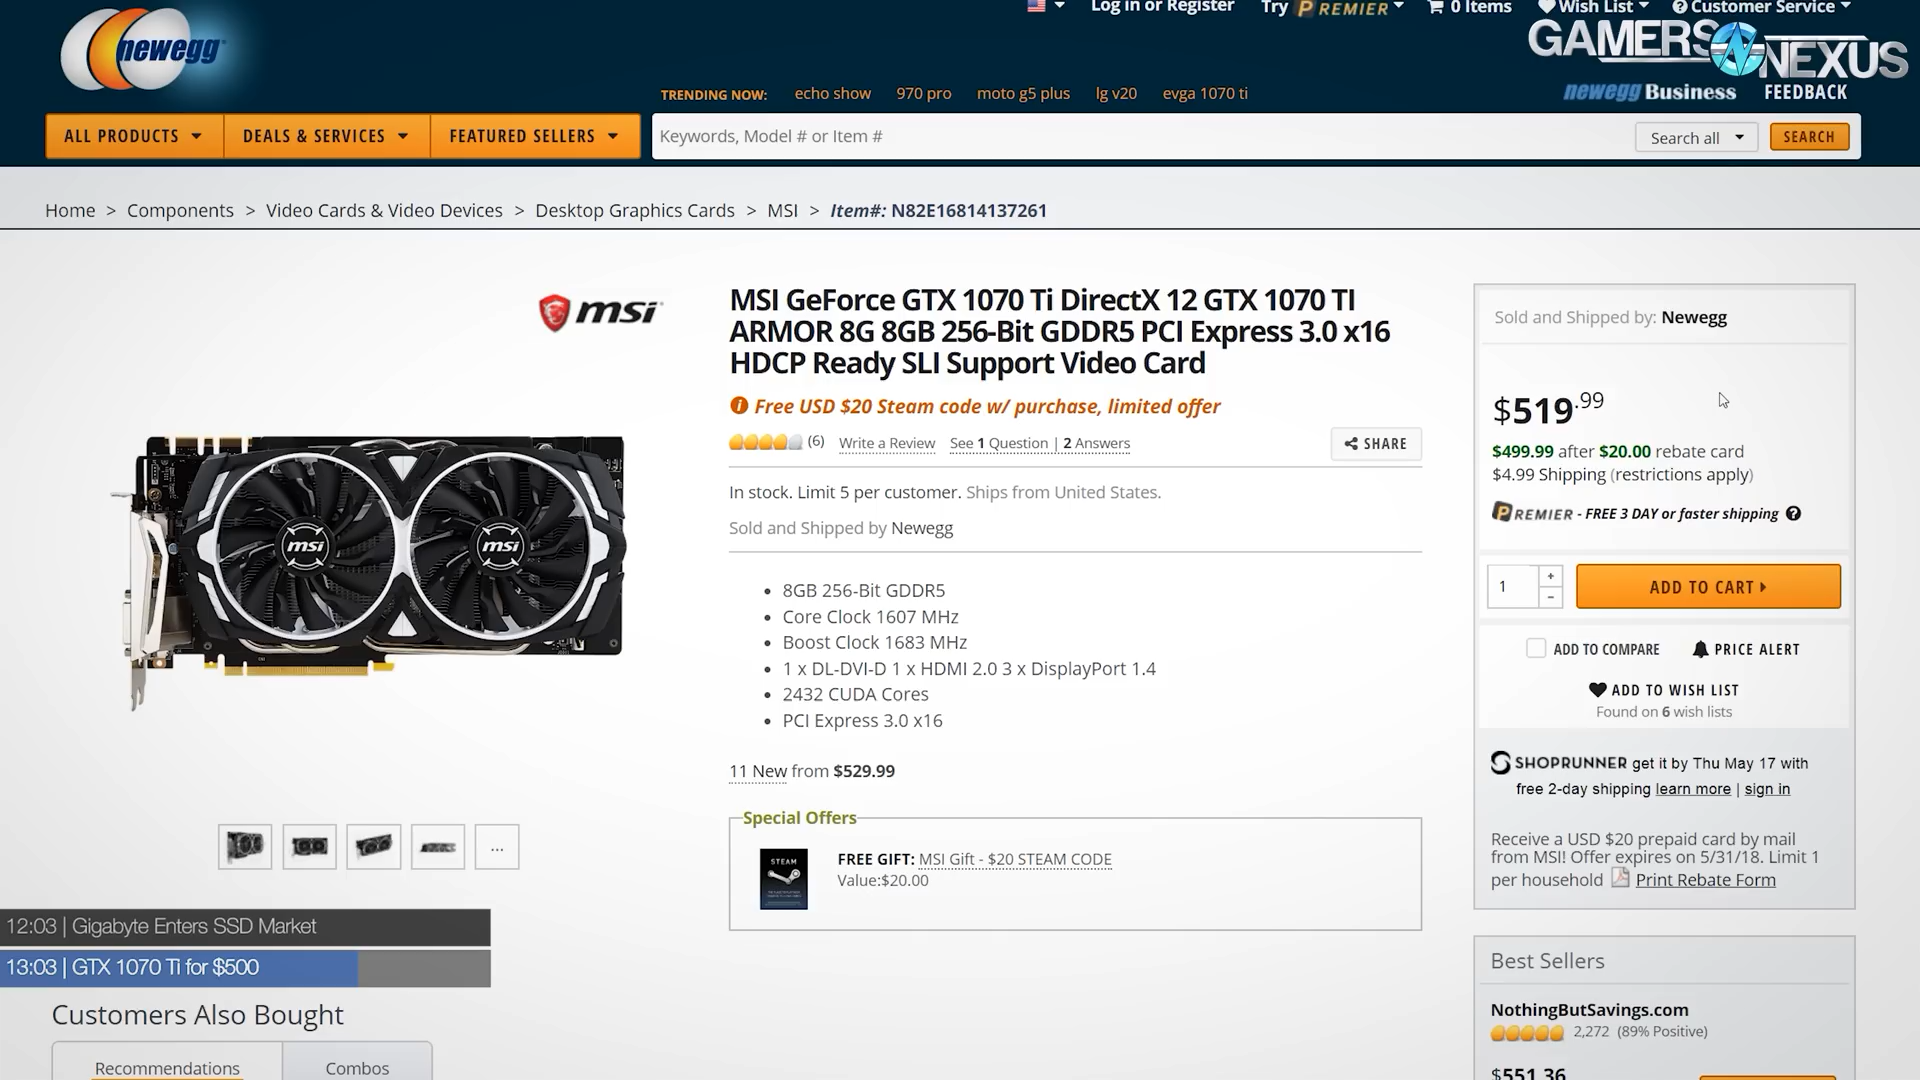 Log in or Register
Try PREMIER
0 Items
Wish List
Customer Service
newegg
GAMERS NEXUS
TRENDING NOW: echo show 970 pro moto g5 plus lg v20 evga 1070 ti
newegg Business
FEEDBACK
ALL PRODUCTS
DEALS & SERVICES
FEATURED SELLERS
Keywords, Model # or Item #
Search all
SEARCH
Home > Components > Video Cards & Video Devices > Desktop Graphics Cards > MSI > Item#: N82E16814137261
msi
MSI GeForce GTX 1070 Ti DirectX 12 GTX 1070 TI
ARMOR 8G 8GB 256-Bit GDDR5 PCI Express 3.0 x16
HDCP Ready SLI Support Video Card
Free USD $20 Steam code w/ purchase, limited offer
(6) Write a Review See 1 Question | 2 Answers
SHARE
In stock. Limit 5 per customer. Ships from United States.
Sold and Shipped by Newegg
8GB 256-Bit GDDR5
Core Clock 1607 MHz
Boost Clock 1683 MHz
1 x DL-DVI-D 1 x HDMI 2.0 3 x DisplayPort 1.4
2432 CUDA Cores
PCI Express 3.0 x16
11 New from $529.99
Special Offers
STEAM
FREE GIFT: MSI Gift - $20 STEAM CODE
Value:$20.00
msi
msi
...
Sold and Shipped by: Newegg
$519.99
$499.99 after $20.00 rebate card
$4.99 Shipping (restrictions apply)
PREMIER - FREE 3 DAY or faster shipping ?
1
+
-
ADD TO CART
ADD TO COMPARE
PRICE ALERT
ADD TO WISH LIST
Found on 6 wish lists
SHOPRUNNER get it by Thu May 17 with
free 2-day shipping learn more | sign in
Receive a USD $20 prepaid card by mail
from MSI! Offer expires on 5/31/18. Limit 1
per household Print Rebate Form
Best Sellers
NothingButSavings.com
2,272 (89% Positive)
$551.36
12:03 | Gigabyte Enters SSD Market
13:03 | GTX 1070 Ti for $500
Customers Also Bought
Recommendations
Combos